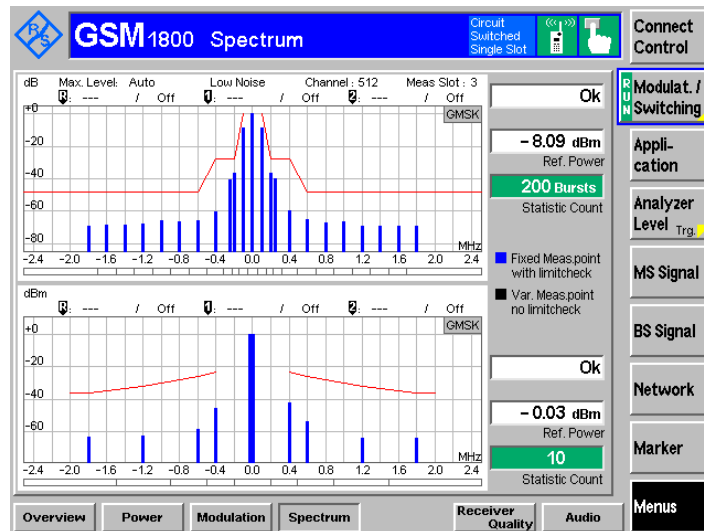 R&S
GSM1800 Spectrum
Circuit Switched Single Slot
Connect Control
dB Max. Level: Auto Low Noise Channel : 512 Meas Slot : 3
R: --- / Off 1: --- / Off 2: --- / Off
GMSK
+0
-20
-40
-60
-80
MHz
-2.4 -2.0 -1.6 -1.2 -0.8 -0.4 0.0 0.4 0.8 1.2 1.6 2.0 2.4
Ok
-8.09 dBm
Ref. Power
200 Bursts
Statistic Count
Fixed Meas.point
with limitcheck
Var. Meas.point
no limitcheck
dBm
R: --- / Off 1: --- / Off 2: --- / Off
GMSK
+0
-20
-40
-60
MHz
-2.4 -2.0 -1.6 -1.2 -0.8 -0.4 0.0 0.4 0.8 1.2 1.6 2.0 2.4
Ok
-0.03 dBm
Ref. Power
10
Statistic Count
RUN
Modulat. / Switching
Appli- cation
Analyzer Level Trg.
MS Signal
BS Signal
Network
Marker
Menus
Overview Power Modulation Spectrum Receiver Quality Audio